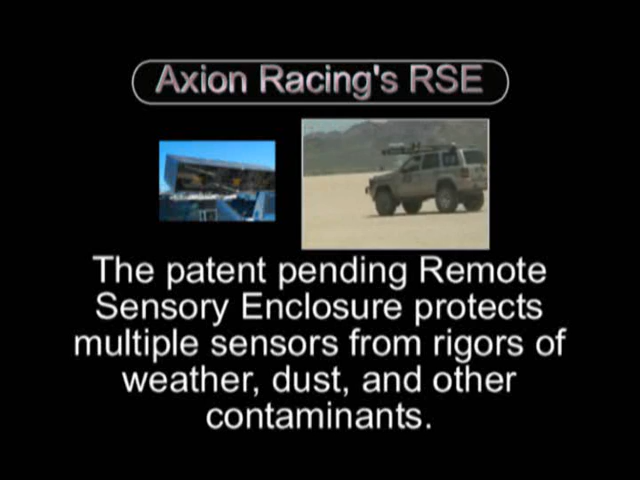 Axion Racing's RSE
The patent pending Remote
Sensory Enclosure protects
multiple sensors from rigors of
weather, dust, and other
contaminants.